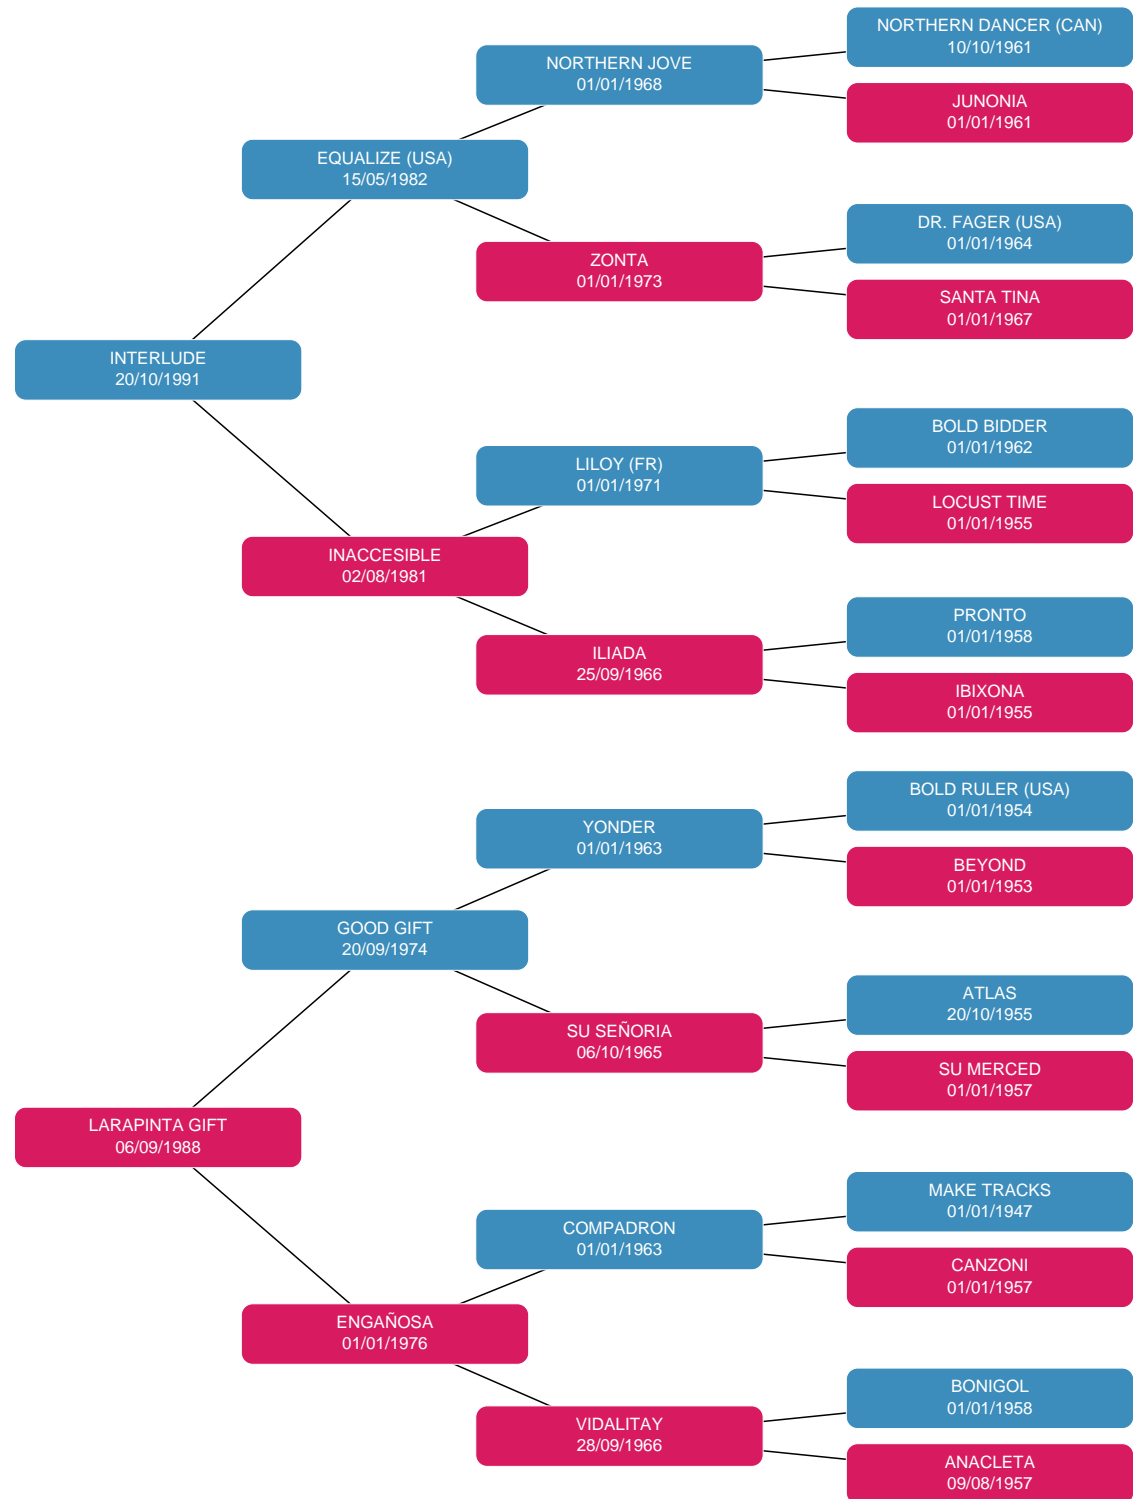 NORTHERN DANCER (CAN)
10/10/1961
NORTHERN JOVE
01/01/1968
JUNONIA
01/01/1961
EQUALIZE (USA)
15/05/1982
DR. FAGER (USA)
01/01/1964
ZONTA
01/01/1973
SANTA TINA
01/01/1967
INTERLUDE
20/10/1991
BOLD BIDDER
01/01/1962
LILOY (FR)
01/01/1971
LOCUST TIME
01/01/1955
INACCESIBLE
02/08/1981
PRONTO
01/01/1958
ILIADA
25/09/1966
IBIXONA
01/01/1955
BOLD RULER (USA)
01/01/1954
YONDER
01/01/1963
BEYOND
01/01/1953
GOOD GIFT
20/09/1974
ATLAS
20/10/1955
SU SEÑORIA
06/10/1965
SU MERCED
01/01/1957
LARAPINTA GIFT
06/09/1988
MAKE TRACKS
01/01/1947
COMPADRON
01/01/1963
CANZONI
01/01/1957
ENGAÑOSA
01/01/1976
BONIGOL
01/01/1958
VIDALITAY
28/09/1966
ANACLETA
09/08/1957